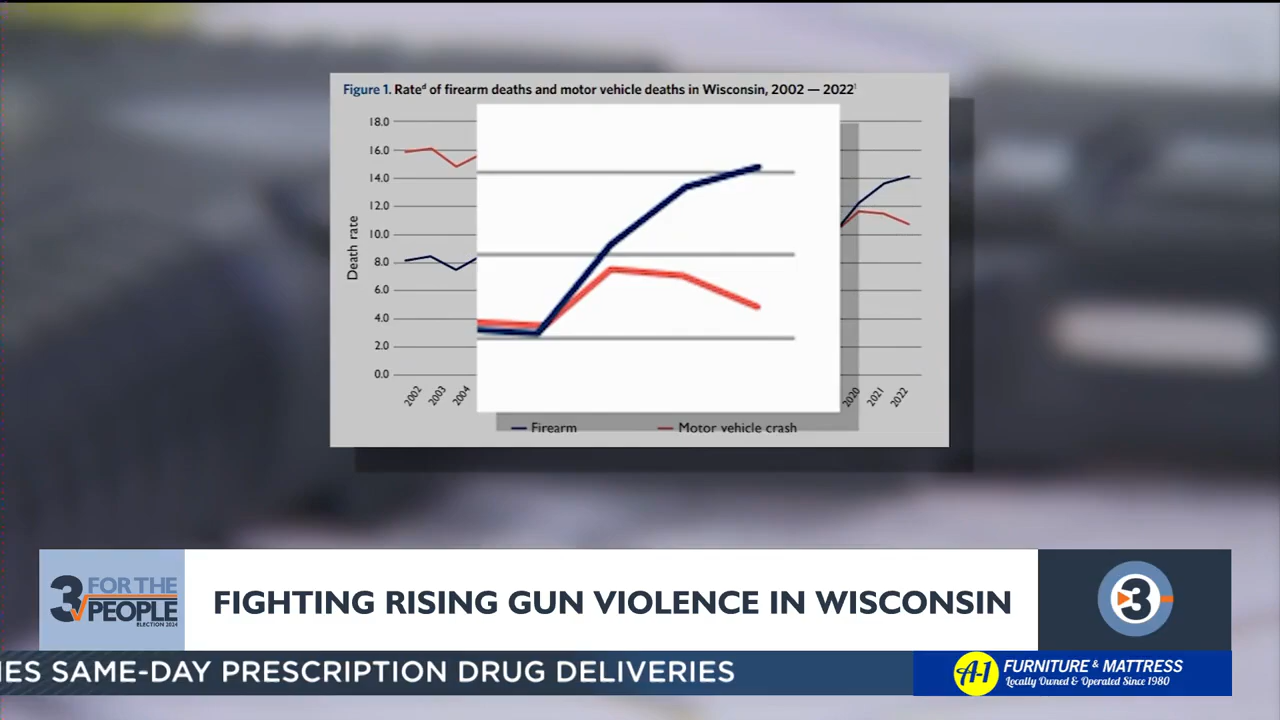 Figure 1. Rateᵈ of firearm deaths and motor vehicle deaths in Wisconsin, 2002 — 2022¹
18.0
16.0
14.0
12.0
10.0
8.0
6.0
4.0
2.0
0.0
Death rate
2002
2003
2004
2020
2021
2022
Firearm
Motor vehicle crash
3 FOR THE
PEOPLE
ELECTION 2024
FIGHTING RISING GUN VIOLENCE IN WISCONSIN
3
IES SAME-DAY PRESCRIPTION DRUG DELIVERIES
A-1
FURNITURE & MATTRESS
Locally Owned & Operated Since 1980